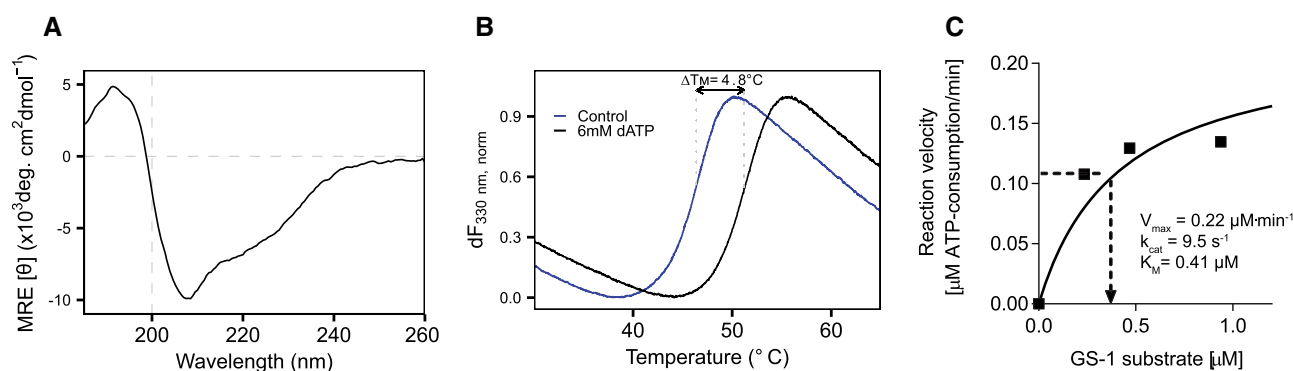 A
MRE [θ] (x10³deg. cm²dmol⁻¹)
5
0
-5
-10
200
220
240
260
Wavelength (nm)
B
dF330 nm, norm
0.9
0.6
0.3
0.0
ΔTM= 4.8°C
Control
6mM dATP
40
50
60
Temperature (° C)
C
Reaction velocity
[µM ATP-consumption/min]
0.20
0.15
0.10
0.05
0.00
Vmax = 0.22 µM·min⁻¹
kcat = 9.5 s⁻¹
KM= 0.41 µM
0.0
0.5
1.0
GS-1 substrate [µM]